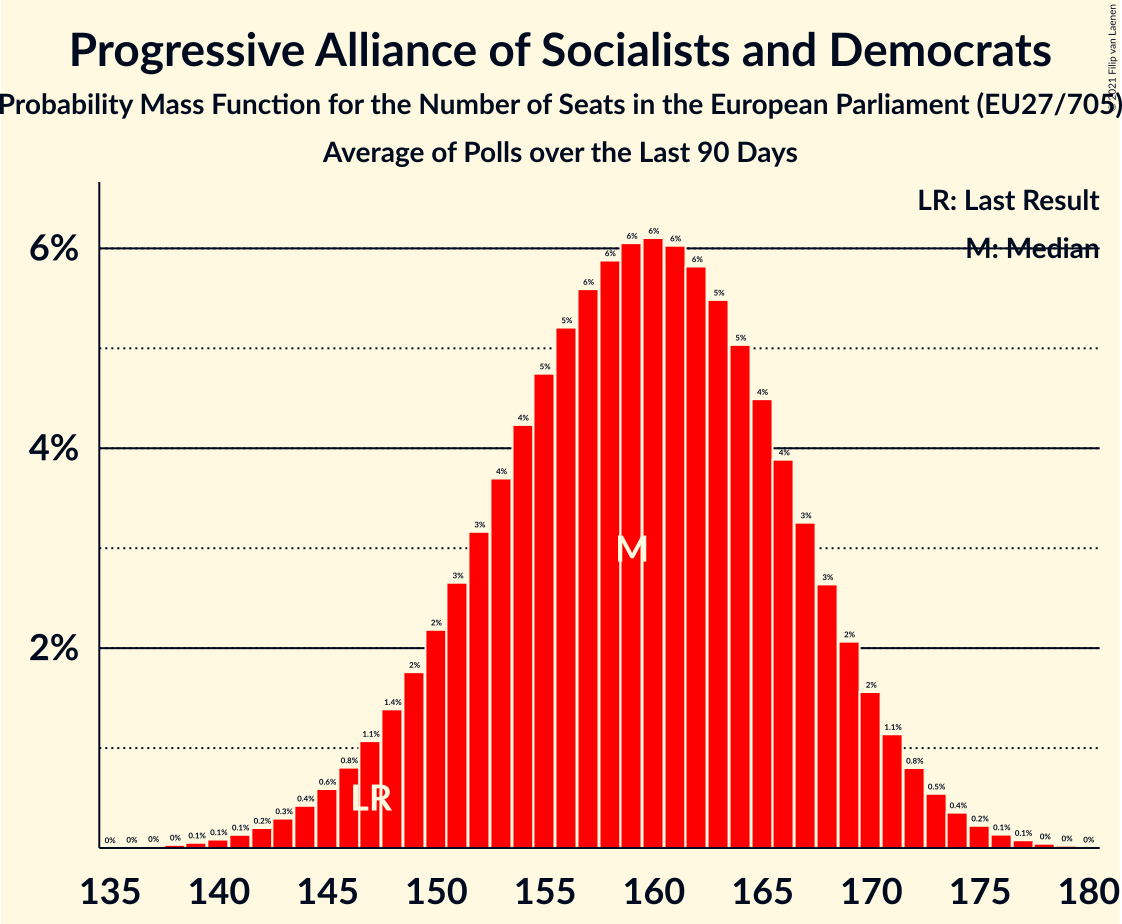 Progressive Alliance of Socialists and Democrats
Probability Mass Function for the Number of Seats in the European Parliament (EU27/705)
Average of Polls over the Last 90 Days
© 2021 Filip van Laenen
LR: Last Result
M: Median
6%
4%
2%
0% 0% 0% 0% 0.1% 0.1% 0.1% 0.2% 0.3% 0.4% 0.6% 0.8% 1.1% 1.4% 2% 2% 3% 3% 4% 4% 5% 5% 6% 6% 6% 6% 6% 6% 5% 5% 4% 4% 3% 3% 2% 2% 1.1% 0.8% 0.5% 0.4% 0.2% 0.1% 0.1% 0% 0% 0%
M
LR
135 140 145 150 155 160 165 170 175 180